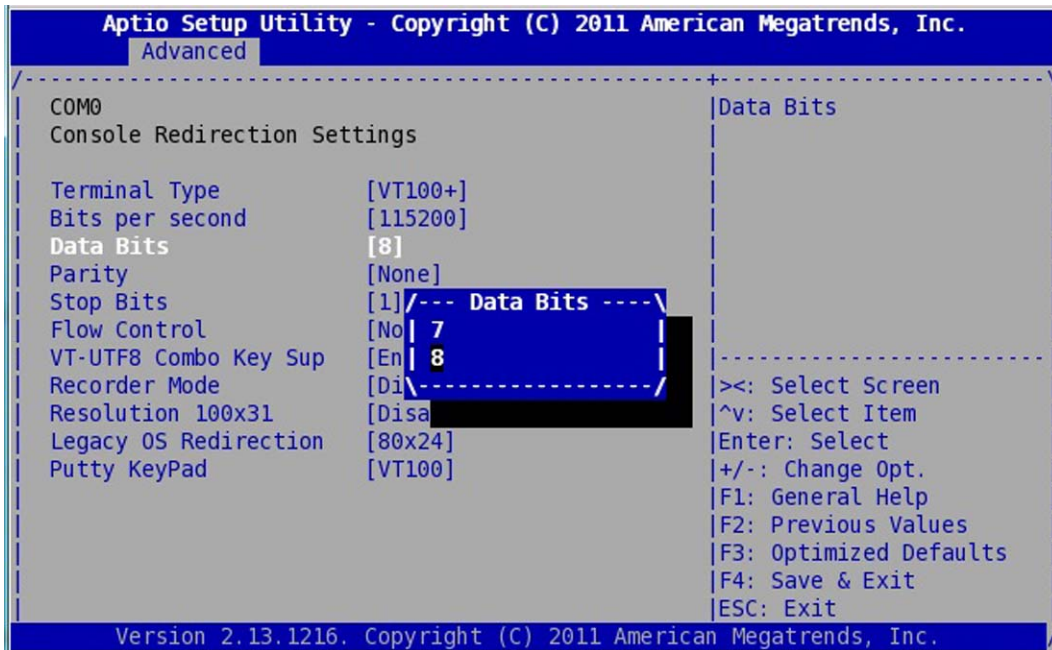 Aptio Setup Utility - Copyright (C) 2011 American Megatrends, Inc.
Advanced
COM0
Console Redirection Settings
Terminal Type [VT100+]
Bits per second [115200]
Data Bits [8]
Parity [None]
Stop Bits [1]
Flow Control [No
VT-UTF8 Combo Key Sup [En
Recorder Mode [Di
Resolution 100x31 [Disa
Legacy OS Redirection [80x24]
Putty KeyPad [VT100]
/--- Data Bits ----\
7
8
Data Bits
><: Select Screen
^v: Select Item
Enter: Select
+/-: Change Opt.
F1: General Help
F2: Previous Values
F3: Optimized Defaults
F4: Save & Exit
ESC: Exit
Version 2.13.1216. Copyright (C) 2011 American Megatrends, Inc.